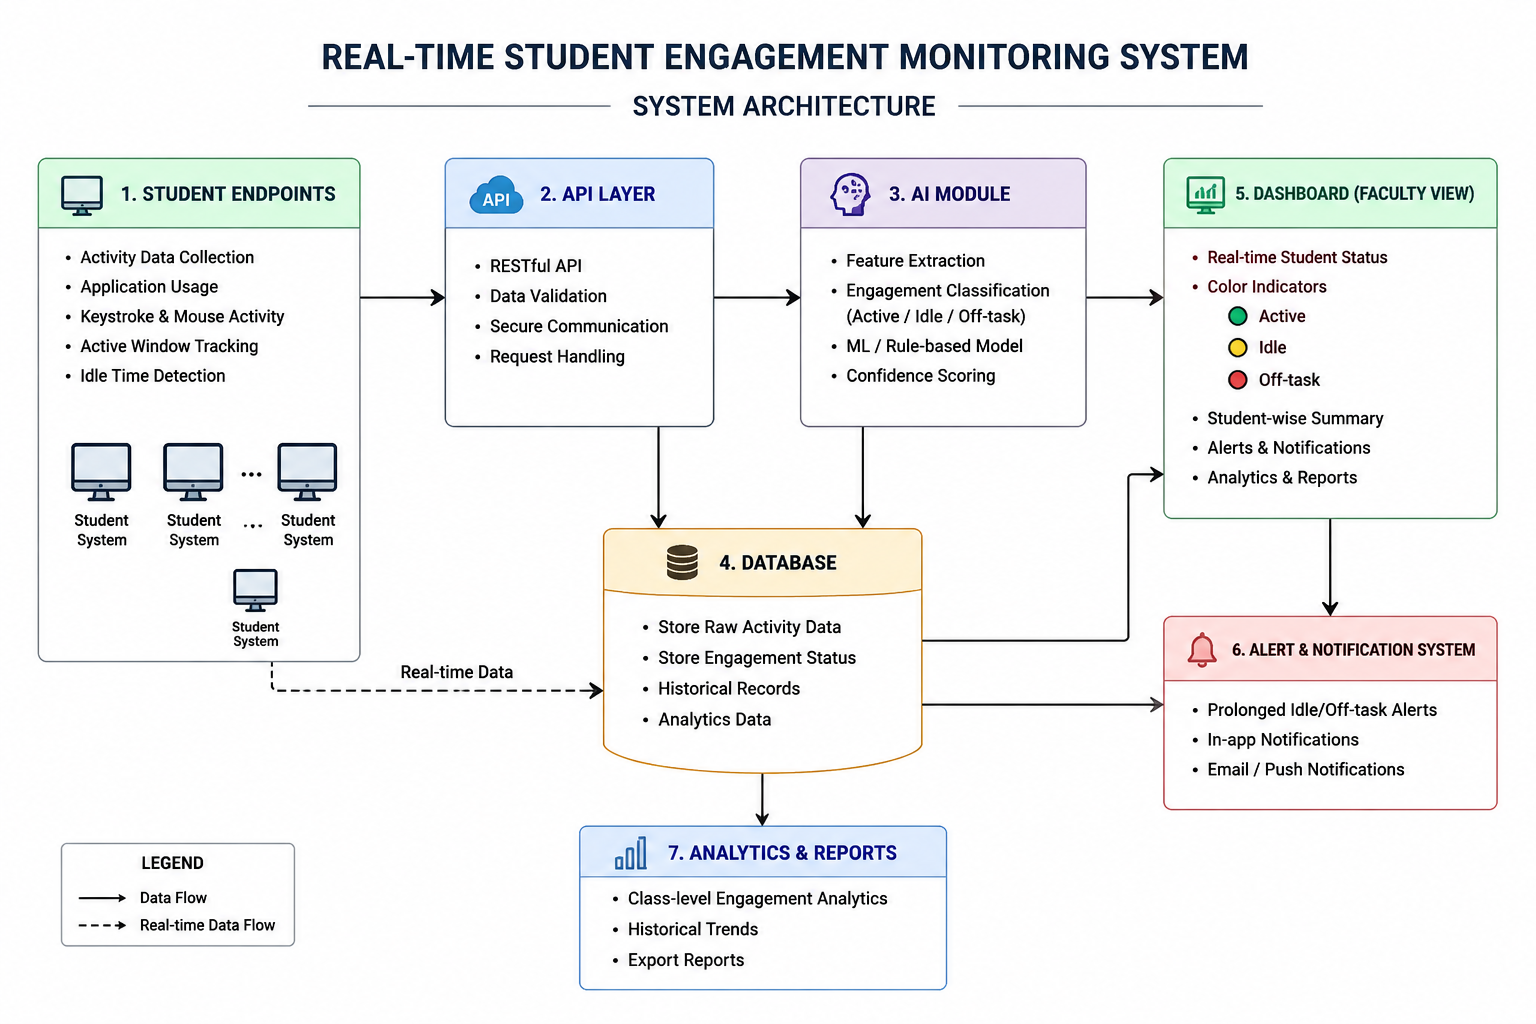 REAL-TIME STUDENT ENGAGEMENT MONITORING SYSTEM
SYSTEM ARCHITECTURE
1. STUDENT ENDPOINTS
• Activity Data Collection
• Application Usage
• Keystroke & Mouse Activity
• Active Window Tracking
• Idle Time Detection
...
Student System
Student System
...
Student System
Student System
2. API LAYER
API
• RESTful API
• Data Validation
• Secure Communication
• Request Handling
3. AI MODULE
• Feature Extraction
• Engagement Classification
(Active / Idle / Off-task)
• ML / Rule-based Model
• Confidence Scoring
5. DASHBOARD (FACULTY VIEW)
• Real-time Student Status
• Color Indicators
Active
Idle
Off-task
• Student-wise Summary
• Alerts & Notifications
• Analytics & Reports
Real-time Data
4. DATABASE
• Store Raw Activity Data
• Store Engagement Status
• Historical Records
• Analytics Data
6. ALERT & NOTIFICATION SYSTEM
• Prolonged Idle/Off-task Alerts
• In-app Notifications
• Email / Push Notifications
7. ANALYTICS & REPORTS
• Class-level Engagement Analytics
• Historical Trends
• Export Reports
LEGEND
Data Flow
Real-time Data Flow